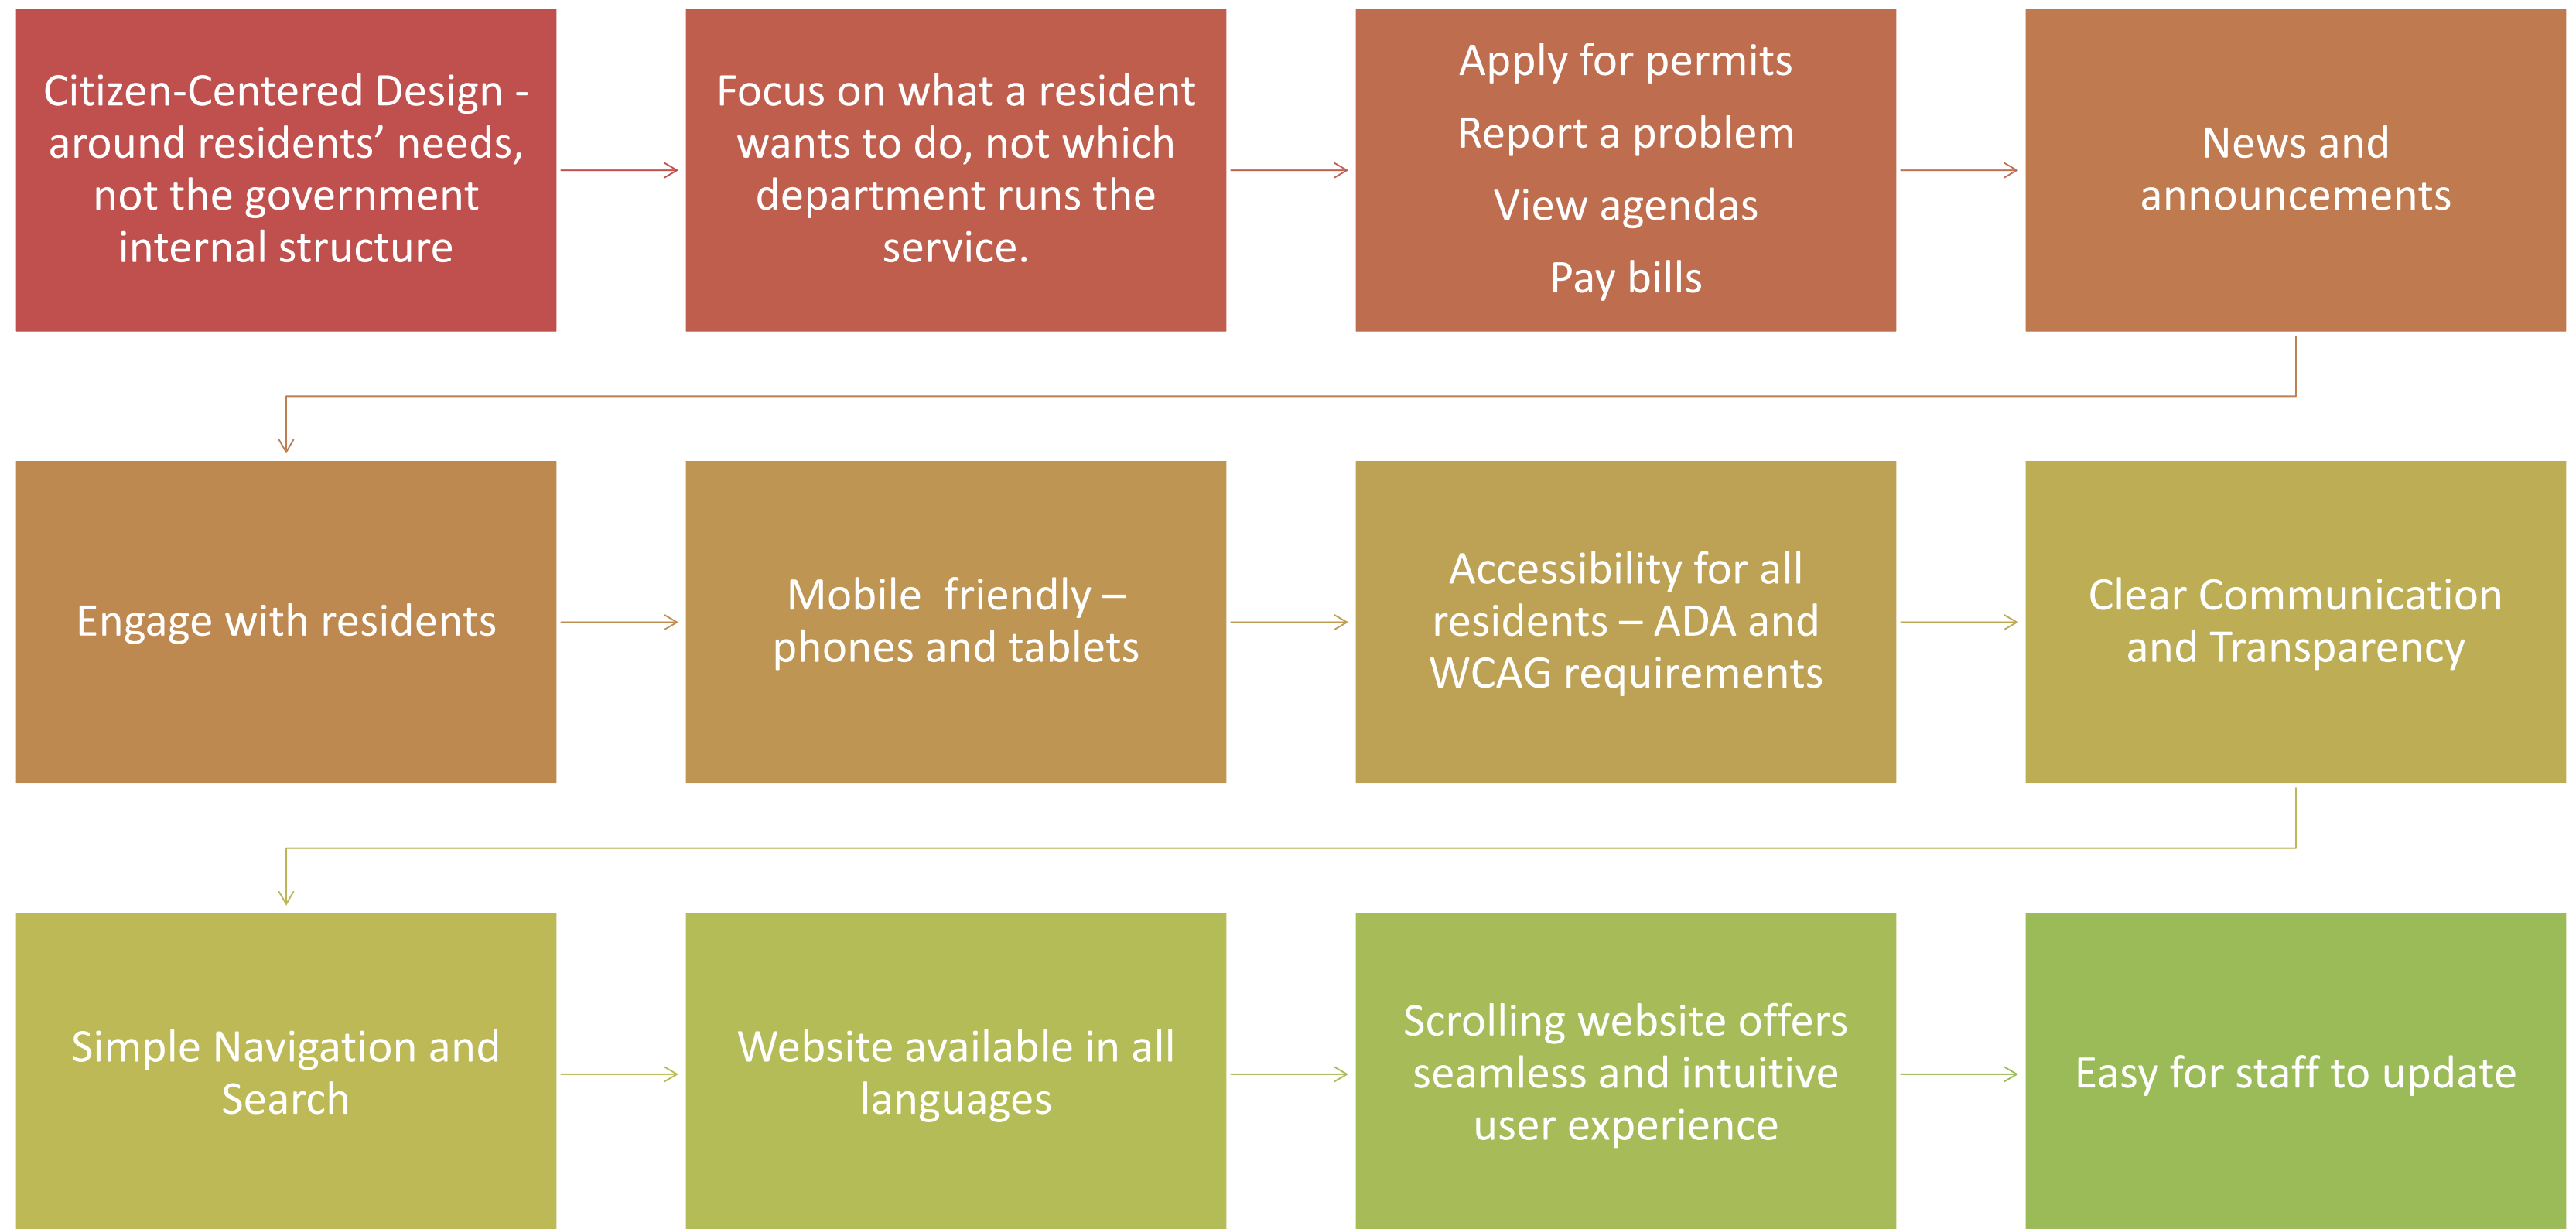 Citizen-Centered Design -
around residents’ needs,
not the government
internal structure
Focus on what a resident
wants to do, not which
department runs the
service.
Apply for permits
Report a problem
View agendas
Pay bills
News and
announcements
Engage with residents
Mobile  friendly –
phones and tablets
Accessibility for all
residents – ADA and
WCAG requirements
Clear Communication
and Transparency
Simple Navigation and
Search
Website available in all
languages
Scrolling website offers
seamless and intuitive
user experience
Easy for staff to update